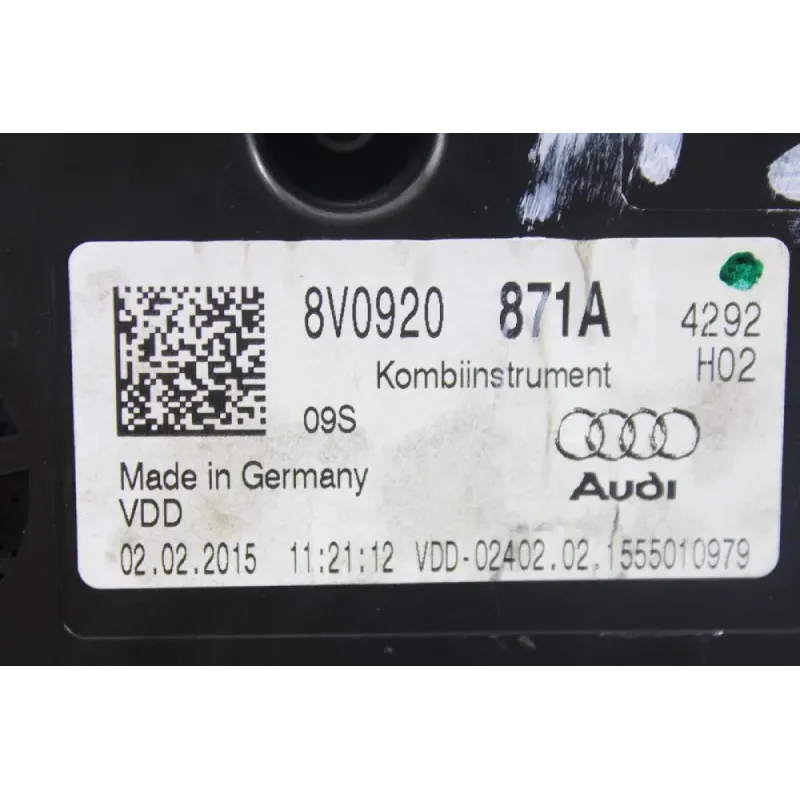 8V0920 871A 4292
Kombiinstrument H02
09S
Audi
Made in Germany
VDD
02.02.2015 11:21:12 VDD-02402.02.1555010979